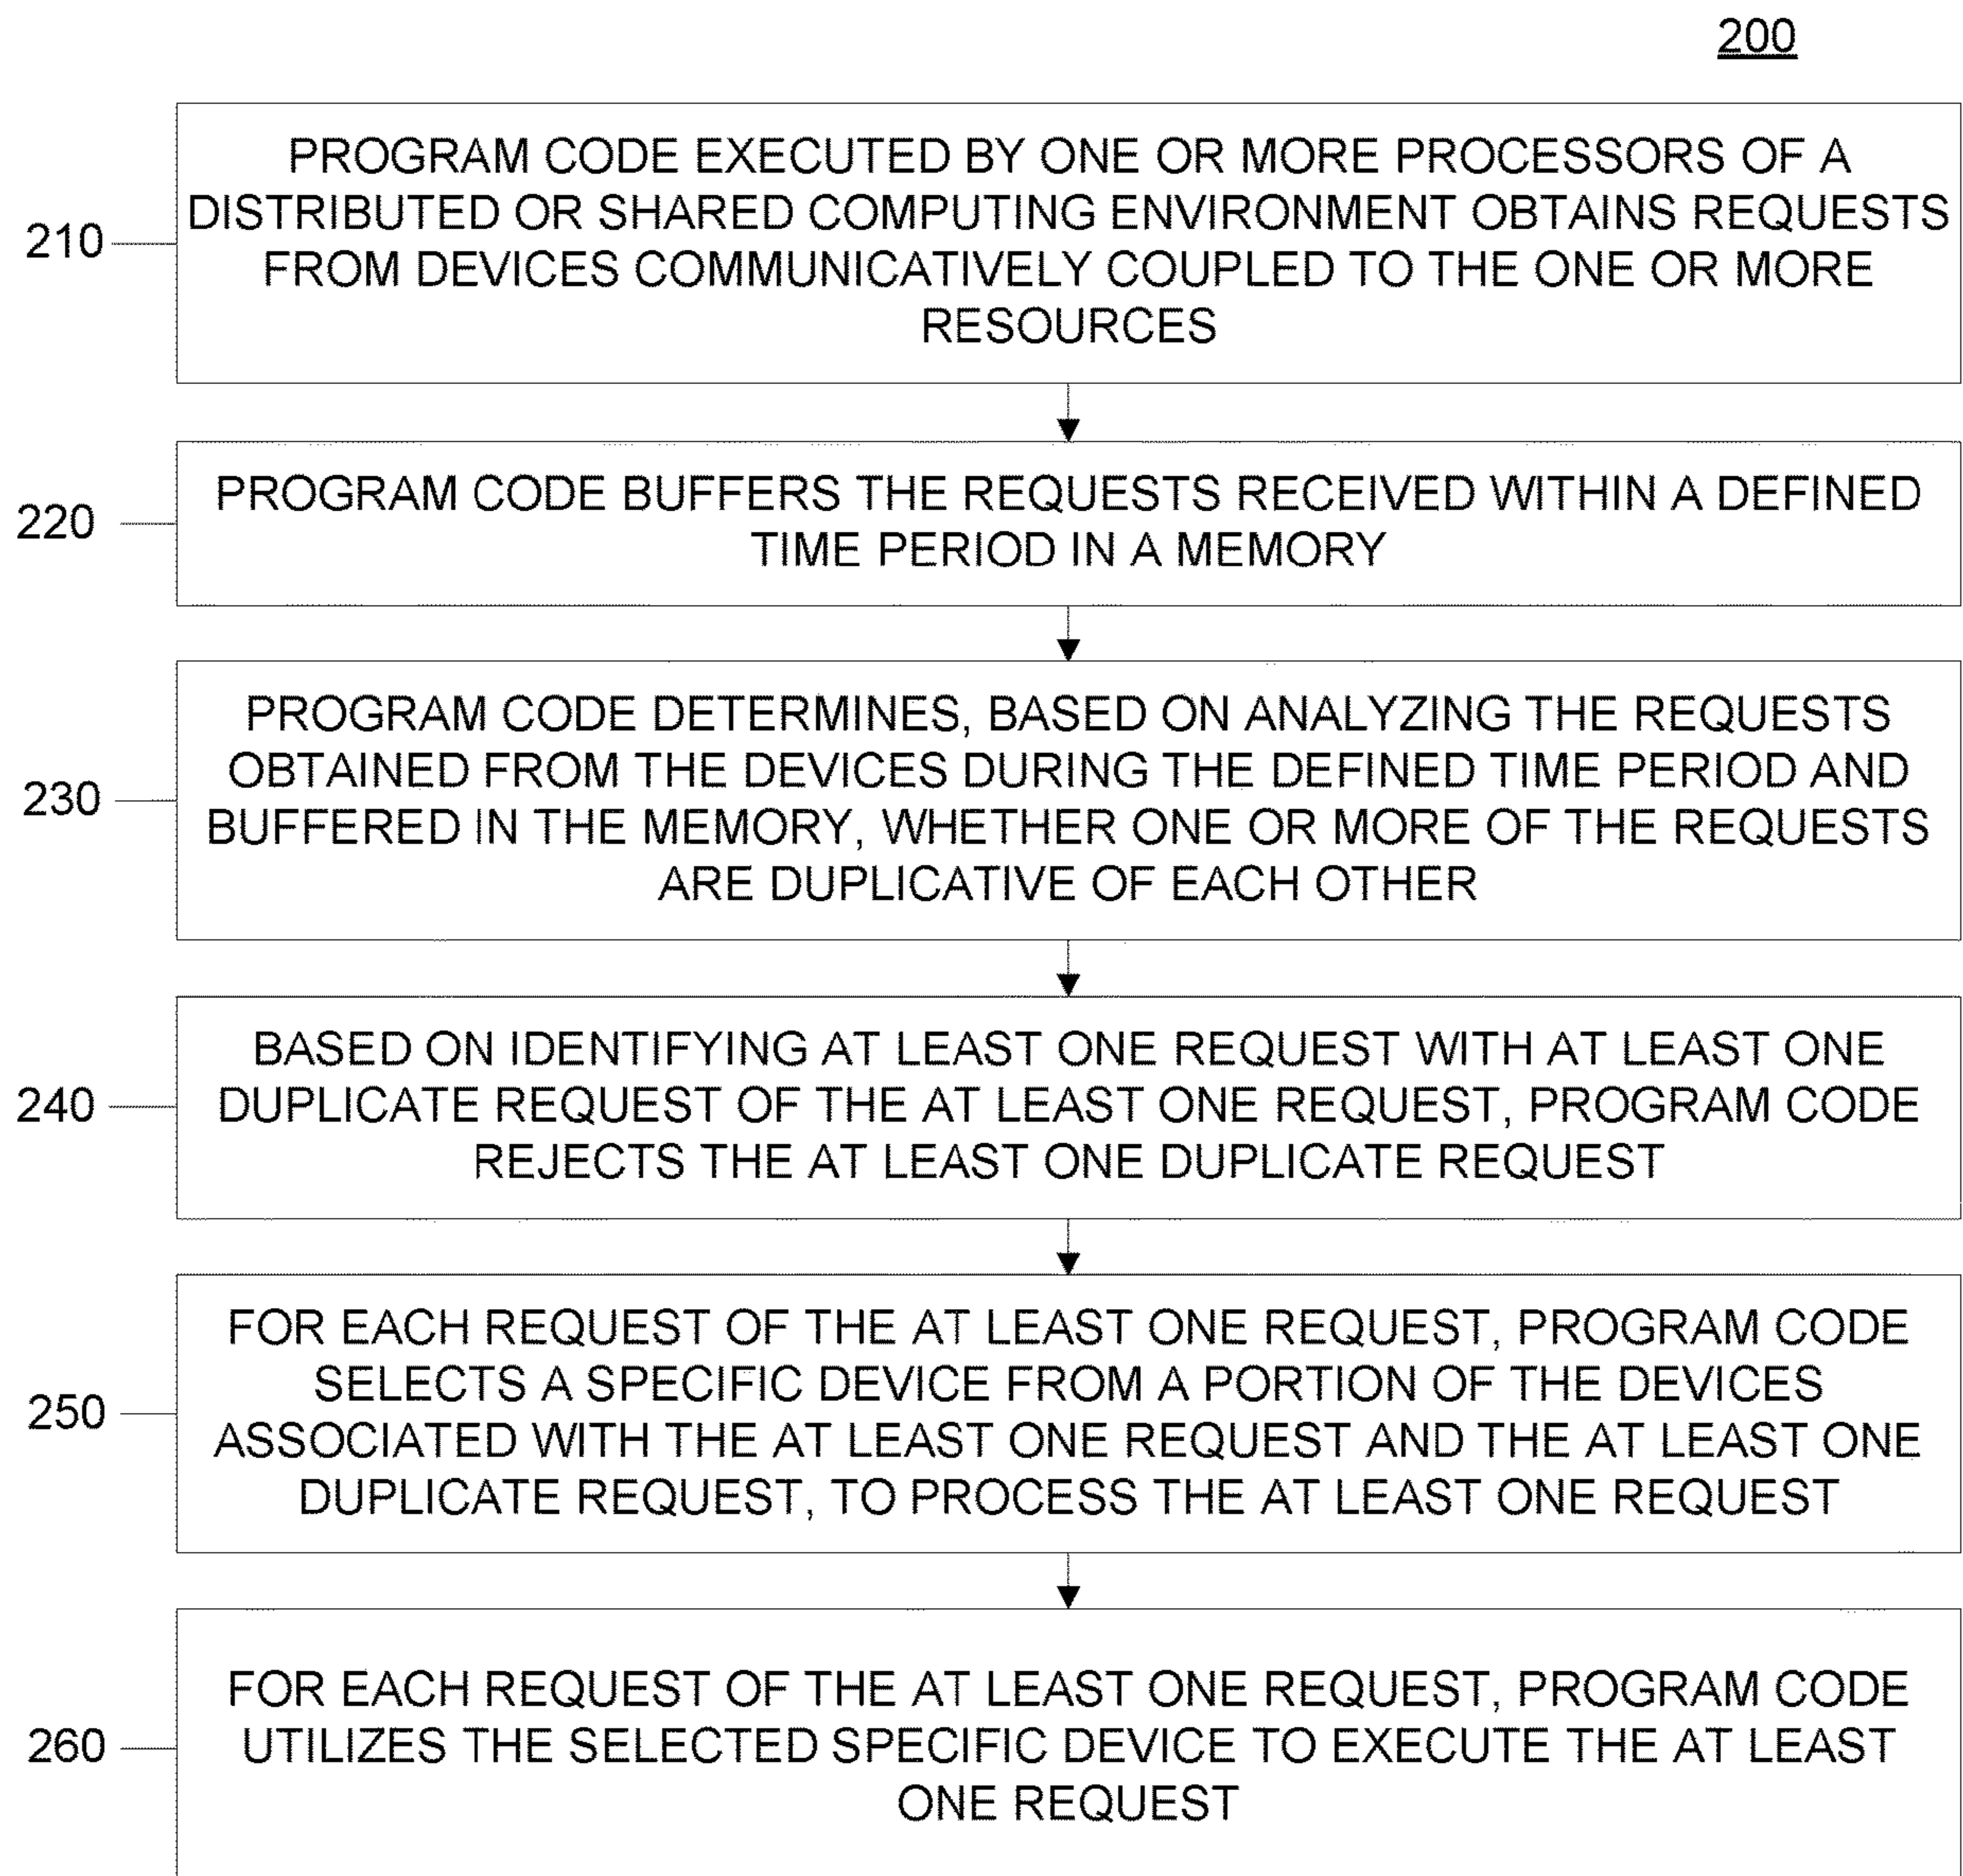 200
210
PROGRAM CODE EXECUTED BY ONE OR MORE PROCESSORS OF A
DISTRIBUTED OR SHARED COMPUTING ENVIRONMENT OBTAINS REQUESTS
FROM DEVICES COMMUNICATIVELY COUPLED TO THE ONE OR MORE
RESOURCES
220
PROGRAM CODE BUFFERS THE REQUESTS RECEIVED WITHIN A DEFINED
TIME PERIOD IN A MEMORY
230
PROGRAM CODE DETERMINES, BASED ON ANALYZING THE REQUESTS
OBTAINED FROM THE DEVICES DURING THE DEFINED TIME PERIOD AND
BUFFERED IN THE MEMORY, WHETHER ONE OR MORE OF THE REQUESTS
ARE DUPLICATIVE OF EACH OTHER
240
BASED ON IDENTIFYING AT LEAST ONE REQUEST WITH AT LEAST ONE
DUPLICATE REQUEST OF THE AT LEAST ONE REQUEST, PROGRAM CODE
REJECTS THE AT LEAST ONE DUPLICATE REQUEST
250
FOR EACH REQUEST OF THE AT LEAST ONE REQUEST, PROGRAM CODE
SELECTS A SPECIFIC DEVICE FROM A PORTION OF THE DEVICES
ASSOCIATED WITH THE AT LEAST ONE REQUEST AND THE AT LEAST ONE
DUPLICATE REQUEST, TO PROCESS THE AT LEAST ONE REQUEST
260
FOR EACH REQUEST OF THE AT LEAST ONE REQUEST, PROGRAM CODE
UTILIZES THE SELECTED SPECIFIC DEVICE TO EXECUTE THE AT LEAST
ONE REQUEST